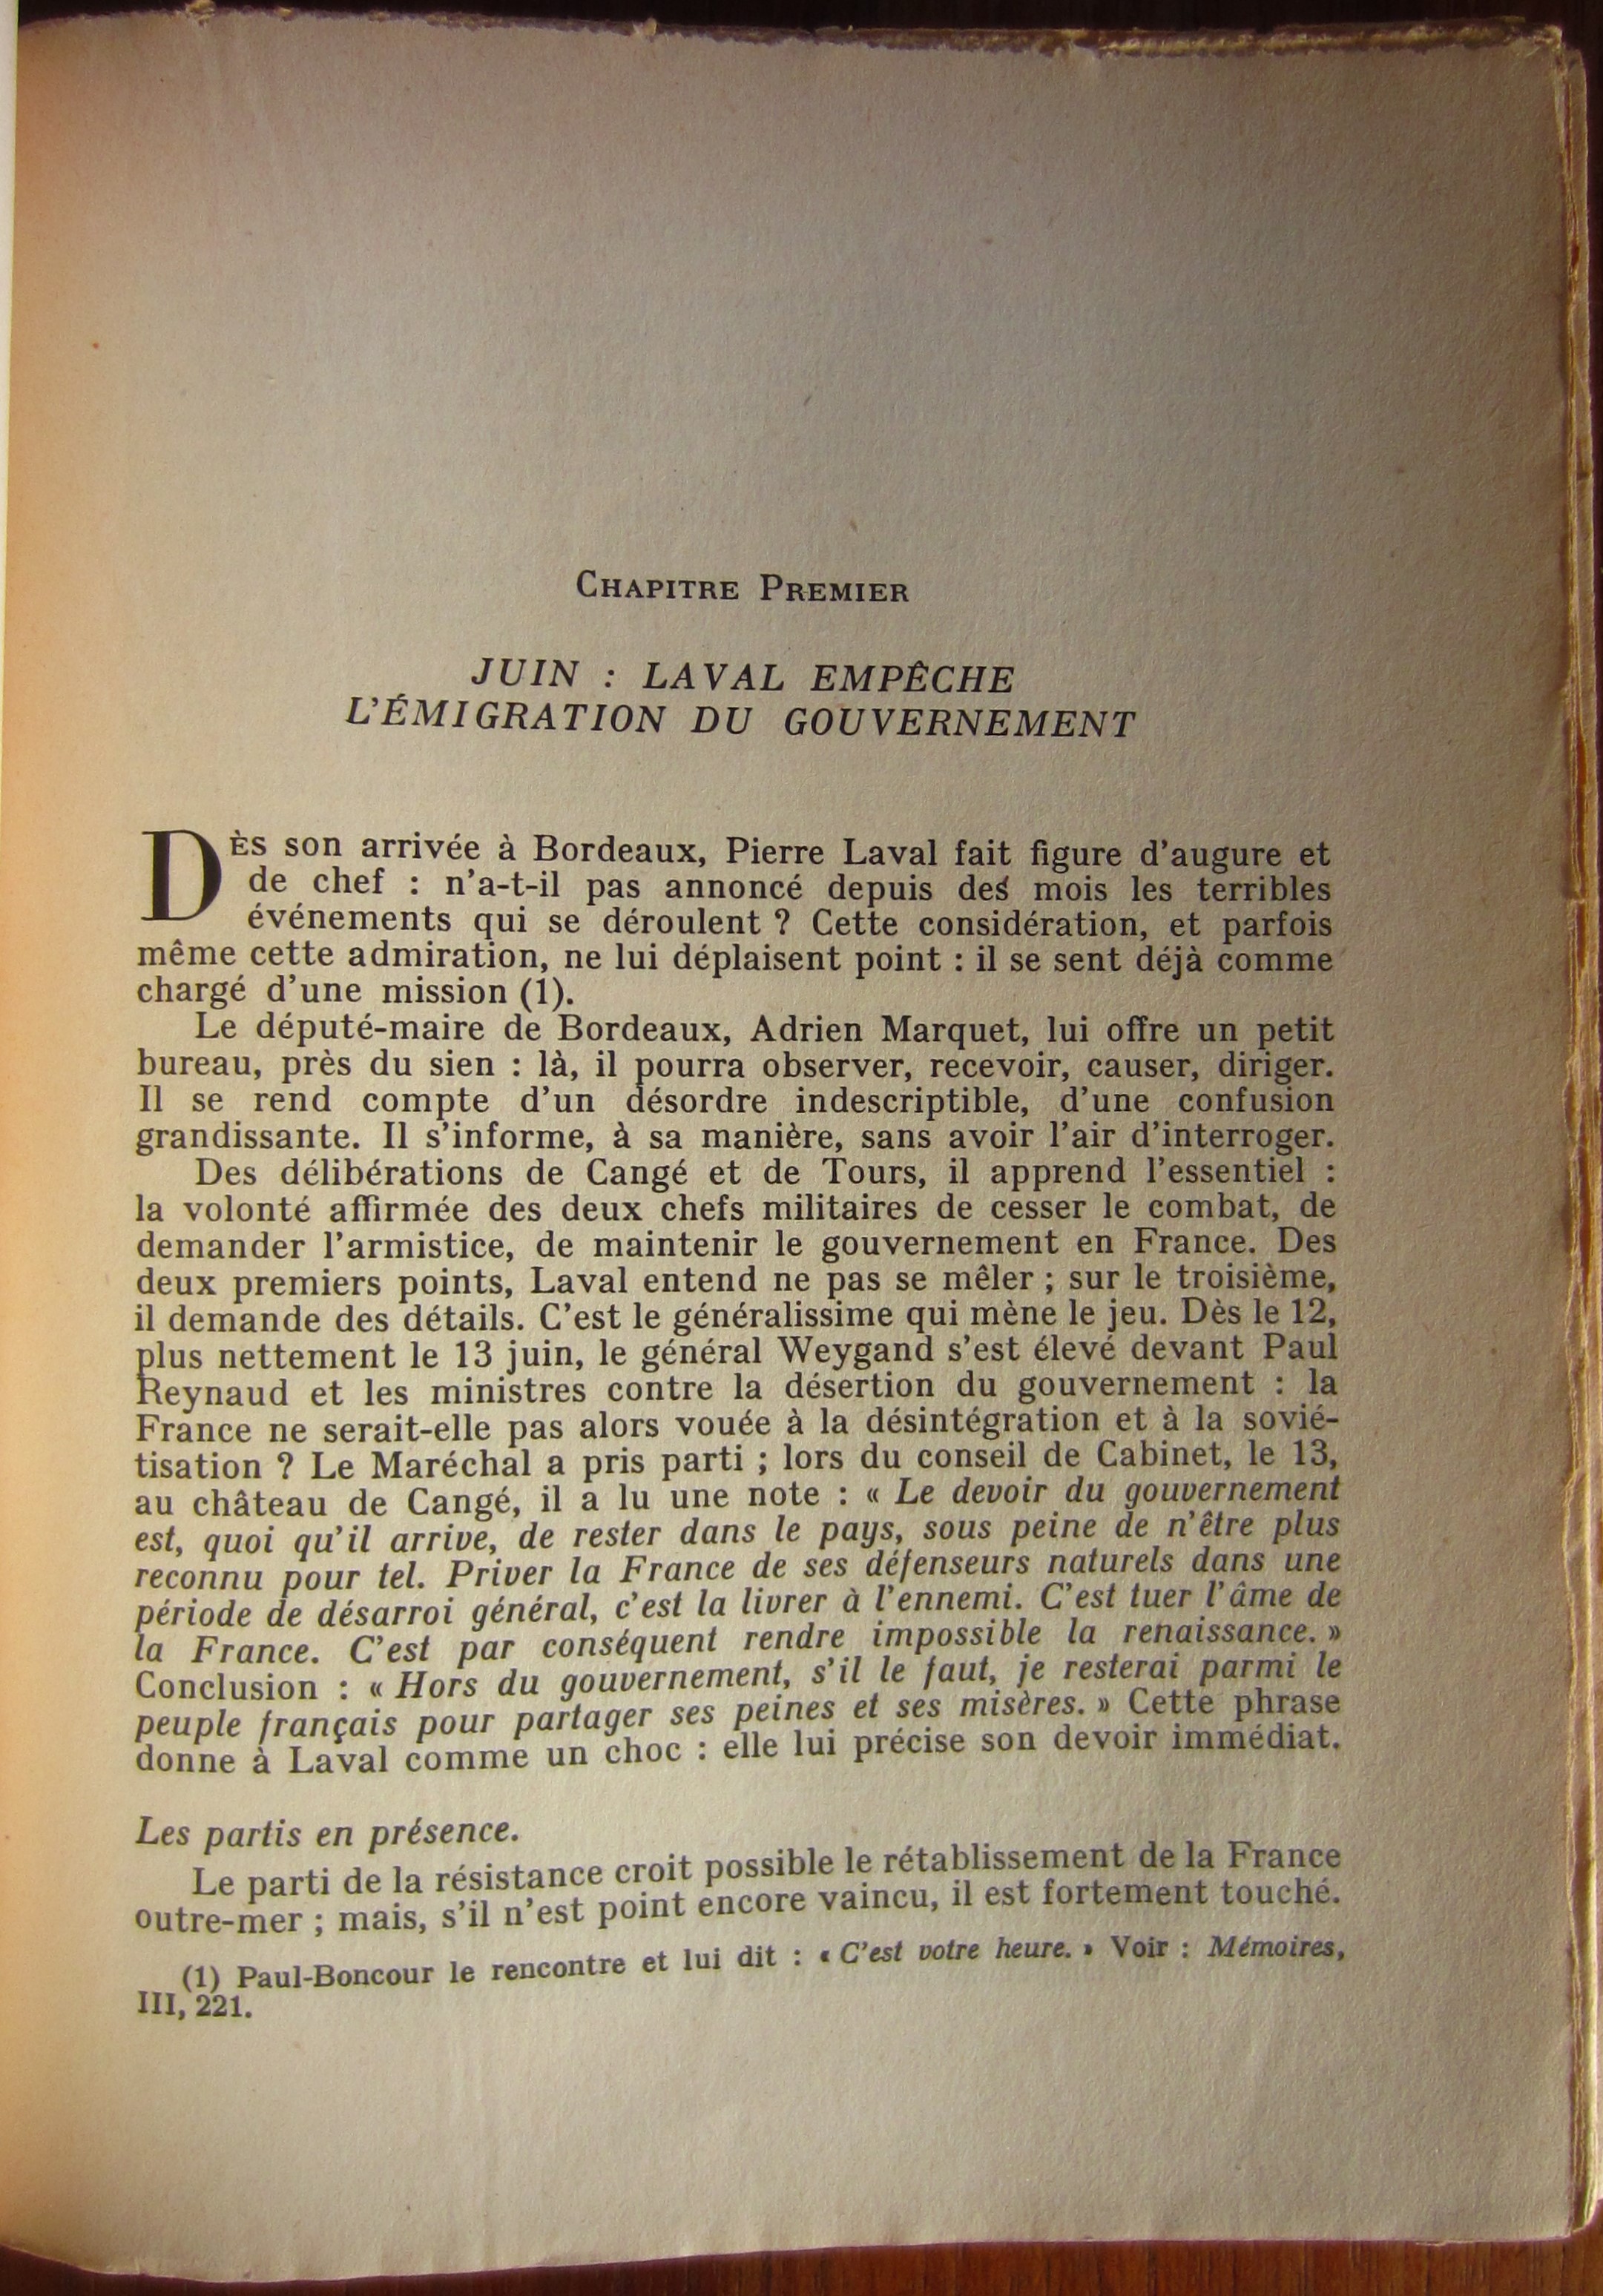 CHAPITRE PREMIER
JUIN : LAVAL EMPÊCHE
L'ÉMIGRATION DU GOUVERNEMENT
DÈS son arrivée à Bordeaux, Pierre Laval fait figure d'augure et
de chef : n'a-t-il pas annoncé depuis des mois les terribles
événements qui se déroulent ? Cette considération, et parfois
même cette admiration, ne lui déplaisent point : il se sent déjà comme
chargé d'une mission (1).
Le député-maire de Bordeaux, Adrien Marquet, lui offre un petit
bureau, près du sien : là, il pourra observer, recevoir, causer, diriger.
Il se rend compte d'un désordre indescriptible, d'une confusion
grandissante. Il s'informe, à sa manière, sans avoir l'air d'interroger.
Des délibérations de Cangé et de Tours, il apprend l'essentiel :
la volonté affirmée des deux chefs militaires de cesser le combat, de
demander l'armistice, de maintenir le gouvernement en France. Des
deux premiers points, Laval entend ne pas se mêler ; sur le troisième,
il demande des détails. C'est le généralissime qui mène le jeu. Dès le 12,
plus nettement le 13 juin, le général Weygand s'est élevé devant Paul
Reynaud et les ministres contre la désertion du gouvernement : la
France ne serait-elle pas alors vouée à la désintégration et à la sovié-
tisation ? Le Maréchal a pris parti ; lors du conseil de Cabinet, le 13,
au château de Cangé, il a lu une note : « Le devoir du gouvernement
est, quoi qu'il arrive, de rester dans le pays, sous peine de n'être plus
reconnu pour tel. Priver la France de ses défenseurs naturels dans une
période de désarroi général, c'est la livrer à l'ennemi. C'est tuer l'âme de
la France. C'est par conséquent rendre impossible la renaissance. »
Conclusion : « Hors du gouvernement, s'il le faut, je resterai parmi le
peuple français pour partager ses peines et ses misères. » Cette phrase
donne à Laval comme un choc : elle lui précise son devoir immédiat.
Les partis en présence.
Le parti de la résistance croit possible le rétablissement de la France
outre-mer ; mais, s'il n'est point encore vaincu, il est fortement touché.
(1) Paul-Boncour le rencontre et lui dit : « C'est votre heure. » Voir : Mémoires,
III, 221.